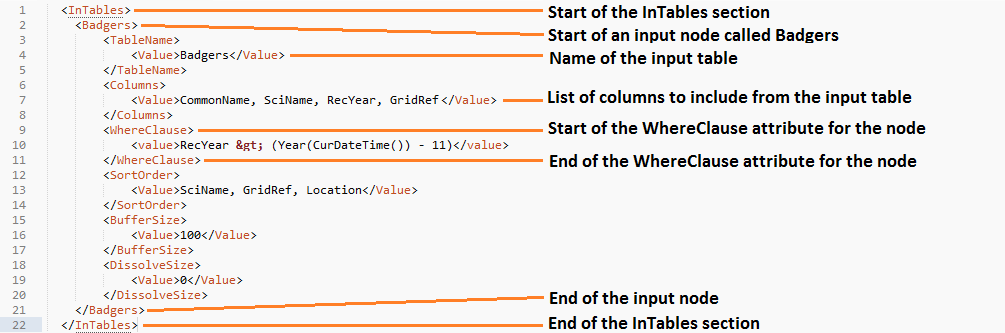 1 <InTables> Start of the InTables section
2 <Badgers> Start of an input node called Badgers
3 <TableName>
4 <Value>Badgers</Value> Name of the input table
5 </TableName>
6 <Columns>
7 <Value>CommonName, SciName, RecYear, GridRef</Value> List of columns to include from the input table
8 </Columns>
9 <WhereClause> Start of the WhereClause attribute for the node
10 <value>RecYear &gt; (Year(CurDateTime()) - 11)</value>
11 </WhereClause> End of the WhereClause attribute for the node
12 <SortOrder>
13 <Value>SciName, GridRef, Location</Value>
14 </SortOrder>
15 <BufferSize>
16 <Value>100</Value>
17 </BufferSize>
18 <DissolveSize>
19 <Value>0</Value>
20 </DissolveSize>
21 </Badgers> End of the input node
22 </InTables> End of the InTables section